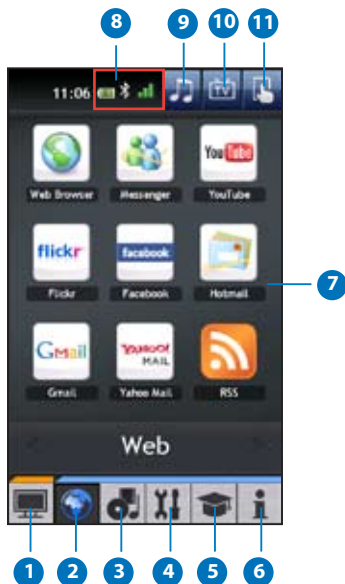 8 9 10 11
11:06 TV
Web Browser Messenger YouTube
You Tube
flickr facebook
Flickr Facebook Hotmail
7
GMail YAHOO! MAIL
Gmail Yahoo Mail RSS
Web
1 2 3 4 5 6